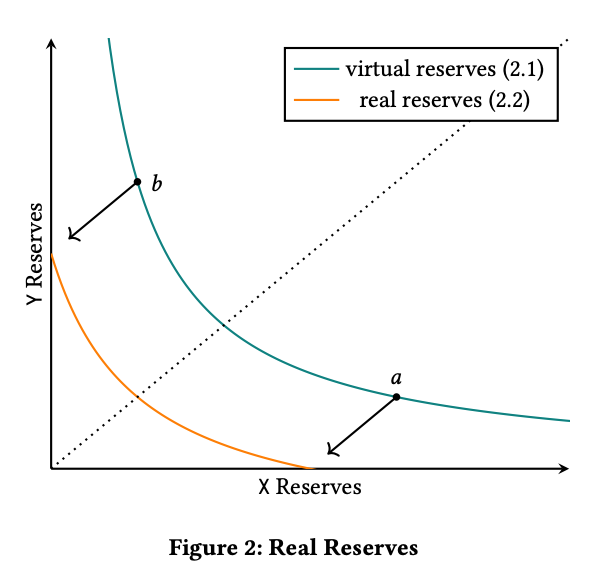 virtual reserves (2.1)
real reserves (2.2)
b
Y Reserves
a
X Reserves
Figure 2: Real Reserves